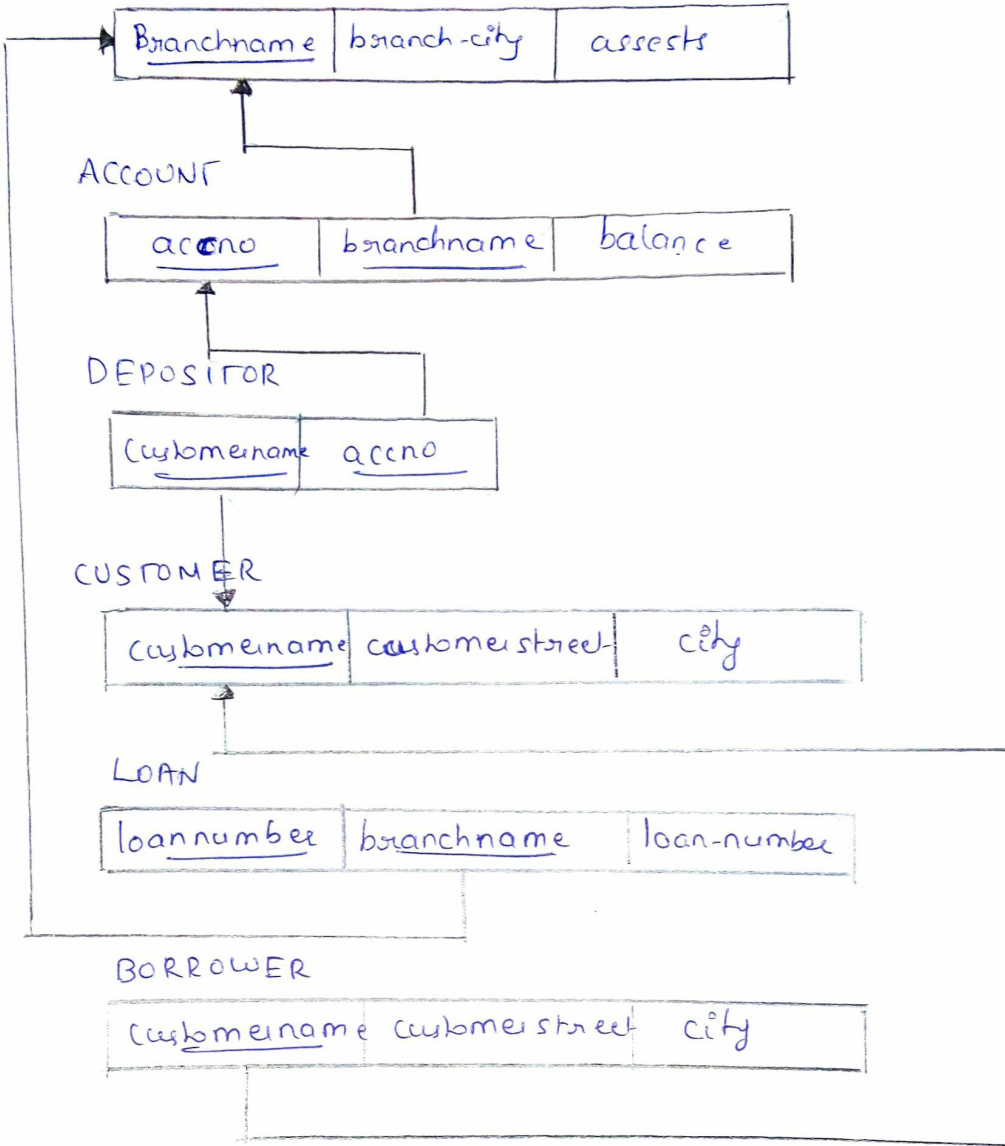 Branchname branch-city assests
ACCOUNT
accno branchname balance
DEPOSITOR
Customername accno
CUSTOMER
customername customerstreet city
LOAN
loannumber branchname loan-number
BORROWER
customername customerstreet city